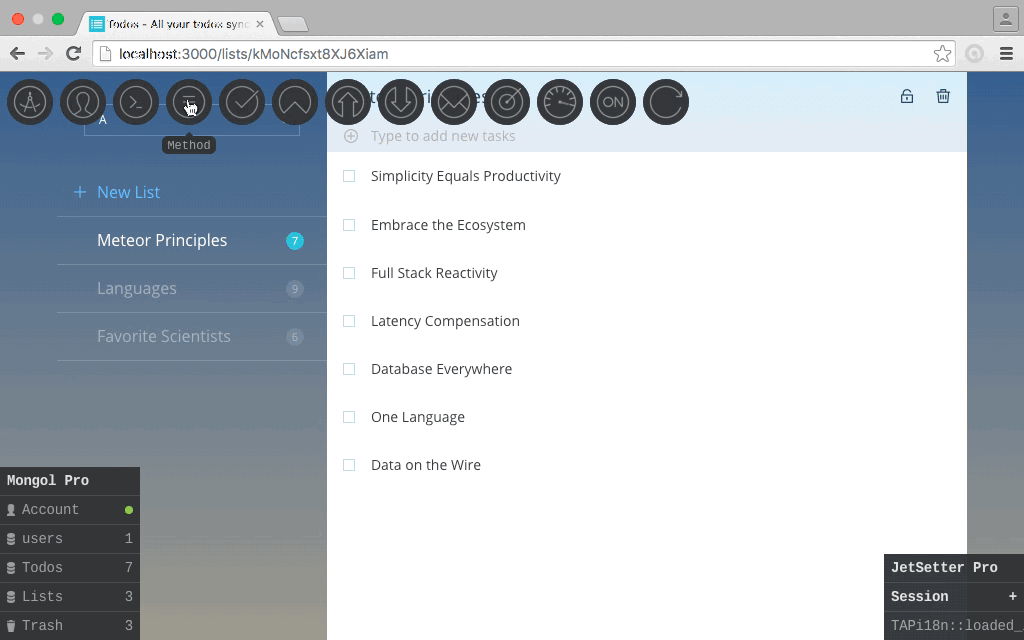 Todos - All your todos sync
localhost:3000/lists/kMoNcfsxt8XJ6Xiam
ON
A
Type to add new tasks
Method
New List
Meteor Principles 7
Languages 9
Favorite Scientists 6
Simplicity Equals Productivity
Embrace the Ecosystem
Full Stack Reactivity
Latency Compensation
Database Everywhere
One Language
Data on the Wire
Mongol Pro
Account
users 1
Todos 7
Lists 3
Trash 3
JetSetter Pro
Session +
TAPi18n::loaded_